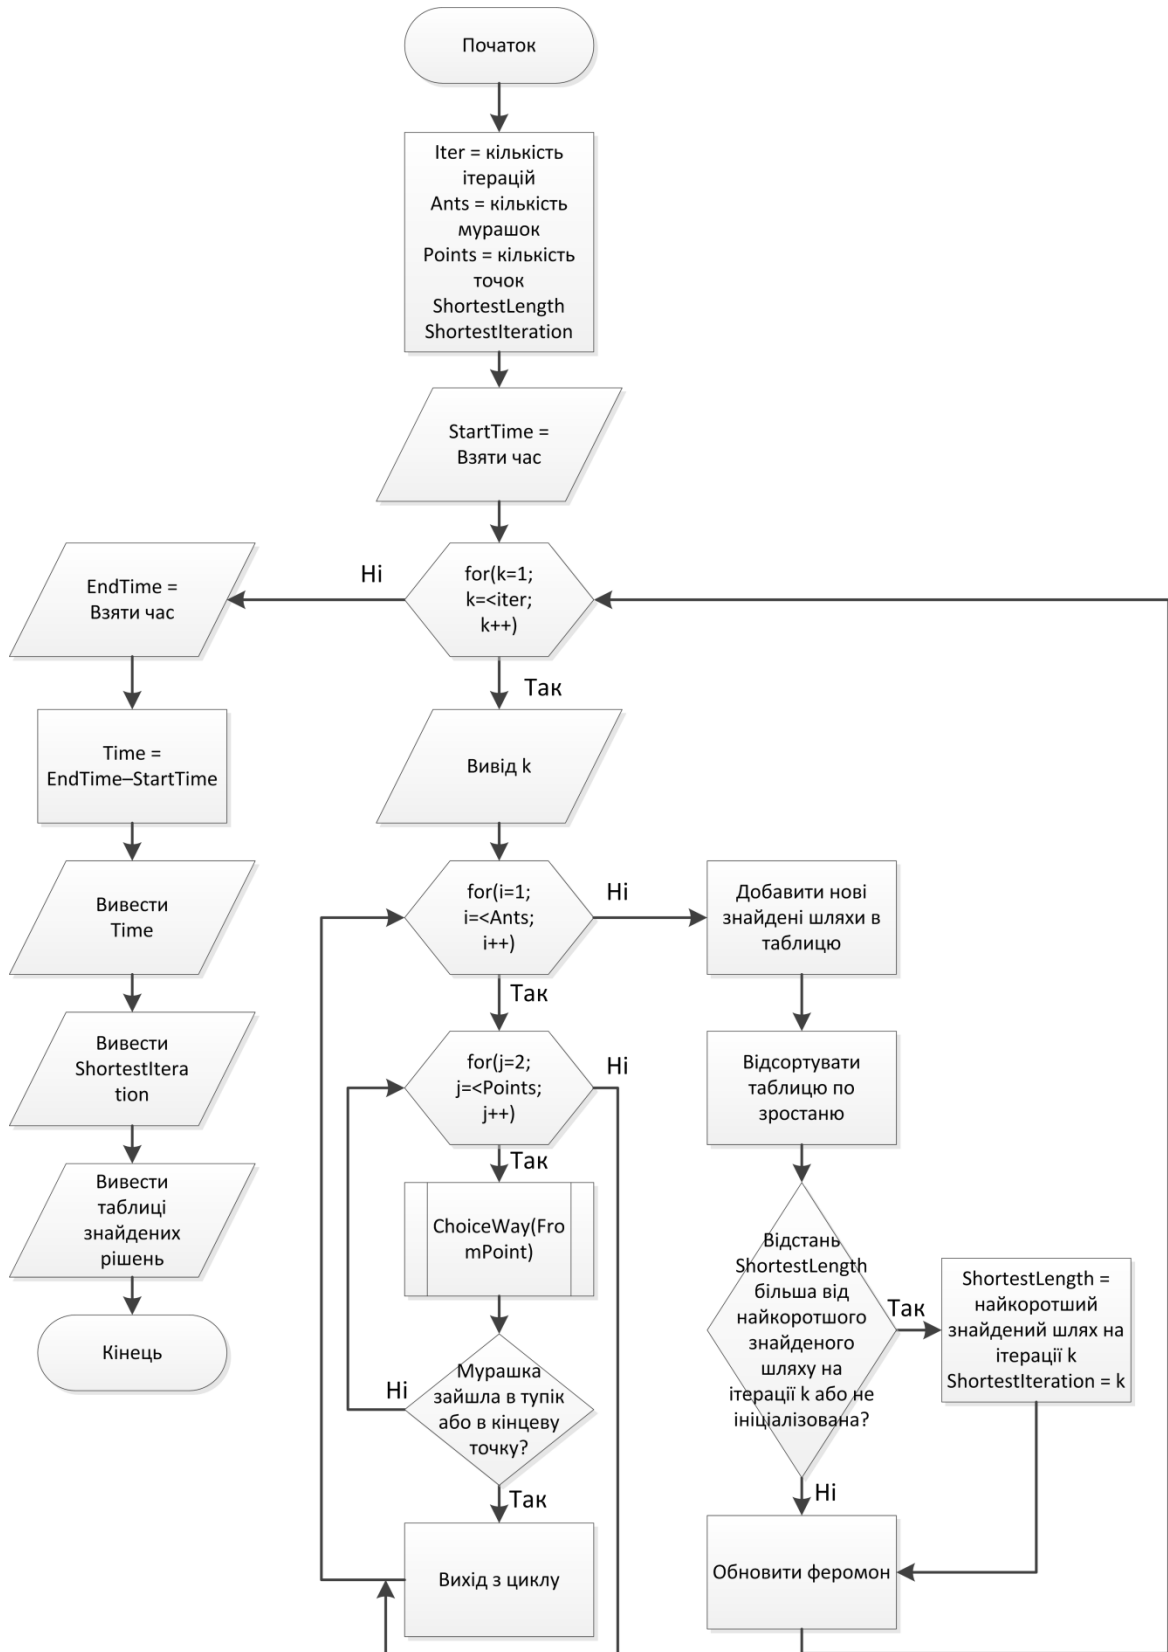 Початок
Iter = кількість
ітерацій
Ants = кількість
мурашок
Points = кількість
точок
ShortestLength
ShortestIteration
StartTime =
Взяти час
for(k=1;
k=<iter;
k++)
Ні
EndTime =
Взяти час
Time =
EndTime–StartTime
Вивести
Time
Вивести
ShortestItera
tion
Вивести
таблиці
знайдених
рішень
Кінець
Так
Вивід k
for(i=1;
i=<Ants;
i++)
Ні
Так
for(j=2;
j=<Points;
j++)
Ні
Так
ChoiceWay(Fro
mPoint)
Мурашка
зайшла в тупік
або в кінцеву
точку?
Ні
Так
Вихід з циклу
Добавити нові
знайдені шляхи в
таблицю
Відсортувати
таблицю по
зростаню
Відстань
ShortestLength
більша від
найкоротшого
знайденого
шляху на
ітерації k або не
ініціалізована?
Так
ShortestLength =
найкоротший
знайдений шлях на
ітерації k
ShortestIteration = k
Ні
Обновити феромон